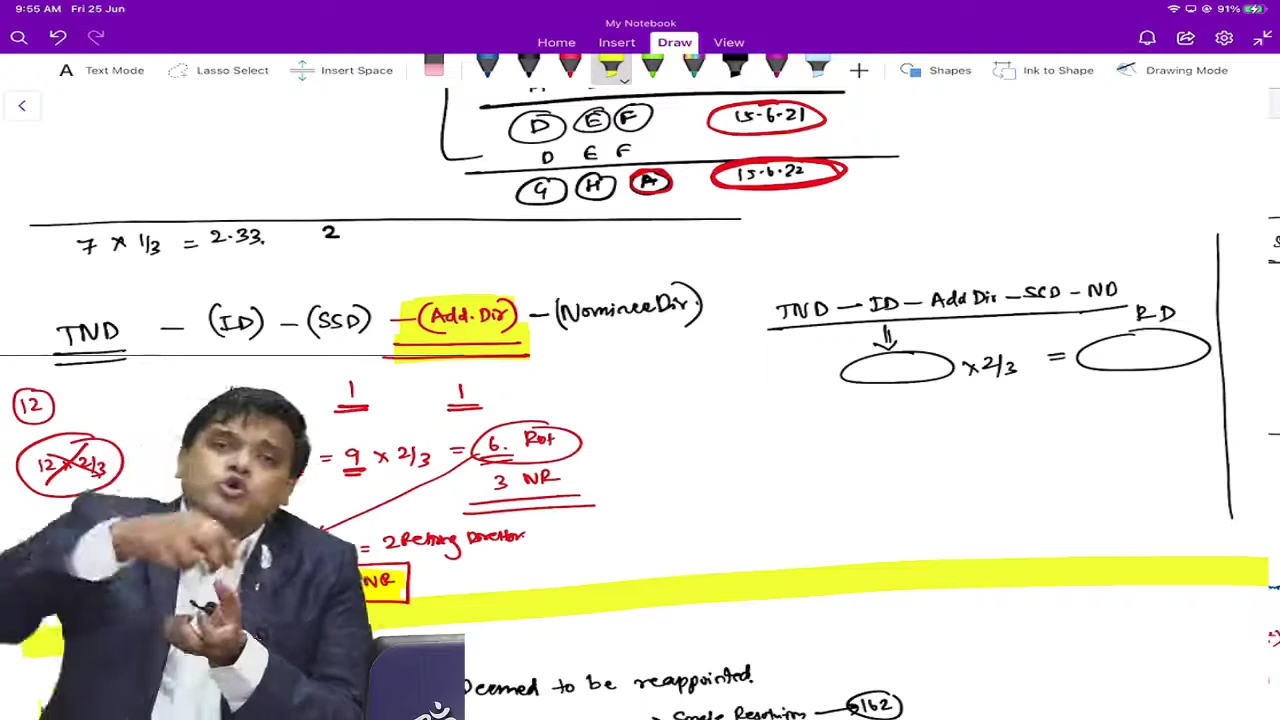 9:55 AM Fri 25 Jun
91%
My Notebook
Home Insert Draw View
A Text Mode Lasso Select Insert Space Shapes Ink to Shape Drawing Mode
D E F 15.6.21
D E F
G H A 15.6.22
7 × 1/3 = 2.33. 2
TND - (ID) - (SSD) - (Add. Dir) - (Nominee Dir.)
12 1 1
12 × 2/3 = 9 × 2/3 = 6. Rot
3 NR
= 2 Retiring Director
NR
TND - ID - Add Dir - SCD - ND
× 2/3 = RD
Deemed to be reappointed.
Single Resolution 162